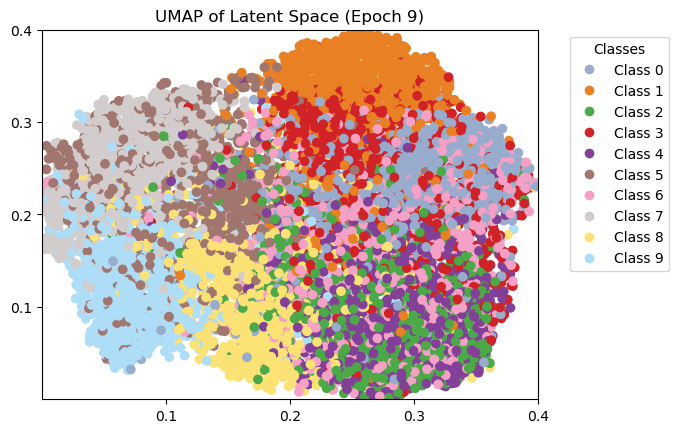 UMAP of Latent Space (Epoch 9)
0.4
0.3
0.2
0.1
0.1
0.2
0.3
0.4
Classes
Class 0
Class 1
Class 2
Class 3
Class 4
Class 5
Class 6
Class 7
Class 8
Class 9